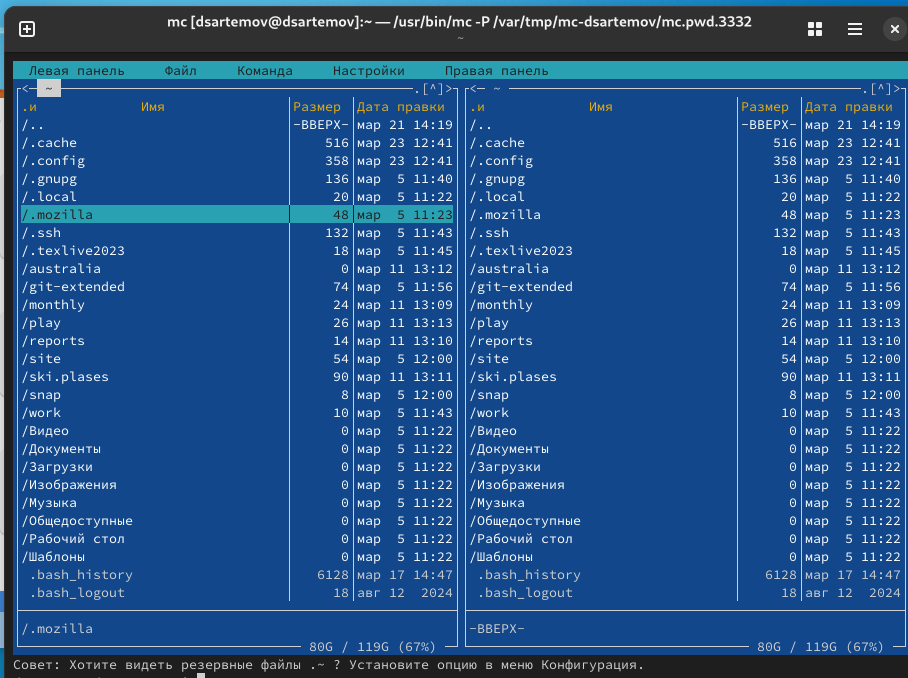 mc [dsartemov@dsartemov]:~ — /usr/bin/mc -P /var/tmp/mc-dsartemov/mc.pwd.3332
~
Левая панель Файл Команда Настройки Правая панель
<─ ~ ─.[^]>
.и Имя Размер Дата правки
/.. -ВВЕРХ- мар 21 14:19
/.cache 516 мар 23 12:41
/.config 358 мар 23 12:41
/.gnupg 136 мар 5 11:40
/.local 20 мар 5 11:22
/.mozilla 48 мар 5 11:23
/.ssh 132 мар 5 11:43
/.texlive2023 18 мар 5 11:45
/australia 0 мар 11 13:12
/git-extended 74 мар 5 11:56
/monthly 24 мар 11 13:09
/play 26 мар 11 13:13
/reports 14 мар 11 13:10
/site 54 мар 5 12:00
/ski.plases 90 мар 11 13:11
/snap 8 мар 5 12:00
/work 10 мар 5 11:43
/Видео 0 мар 5 11:22
/Документы 0 мар 5 11:22
/Загрузки 0 мар 5 11:22
/Изображения 0 мар 5 11:22
/Музыка 0 мар 5 11:22
/Общедоступные 0 мар 5 11:22
/Рабочий стол 0 мар 5 11:22
/Шаблоны 0 мар 5 11:22
.bash_history 6128 мар 17 14:47
.bash_logout 18 авг 12 2024
/.mozilla
80G / 119G (67%)
<─ ~ ─.[^]>
.и Имя Размер Дата правки
/.. -ВВЕРХ- мар 21 14:19
/.cache 516 мар 23 12:41
/.config 358 мар 23 12:41
/.gnupg 136 мар 5 11:40
/.local 20 мар 5 11:22
/.mozilla 48 мар 5 11:23
/.ssh 132 мар 5 11:43
/.texlive2023 18 мар 5 11:45
/australia 0 мар 11 13:12
/git-extended 74 мар 5 11:56
/monthly 24 мар 11 13:09
/play 26 мар 11 13:13
/reports 14 мар 11 13:10
/site 54 мар 5 12:00
/ski.plases 90 мар 11 13:11
/snap 8 мар 5 12:00
/work 10 мар 5 11:43
/Видео 0 мар 5 11:22
/Документы 0 мар 5 11:22
/Загрузки 0 мар 5 11:22
/Изображения 0 мар 5 11:22
/Музыка 0 мар 5 11:22
/Общедоступные 0 мар 5 11:22
/Рабочий стол 0 мар 5 11:22
/Шаблоны 0 мар 5 11:22
.bash_history 6128 мар 17 14:47
.bash_logout 18 авг 12 2024
-ВВЕРХ-
80G / 119G (67%)
Совет: Хотите видеть резервные файлы .~ ? Установите опцию в меню Конфигурация.